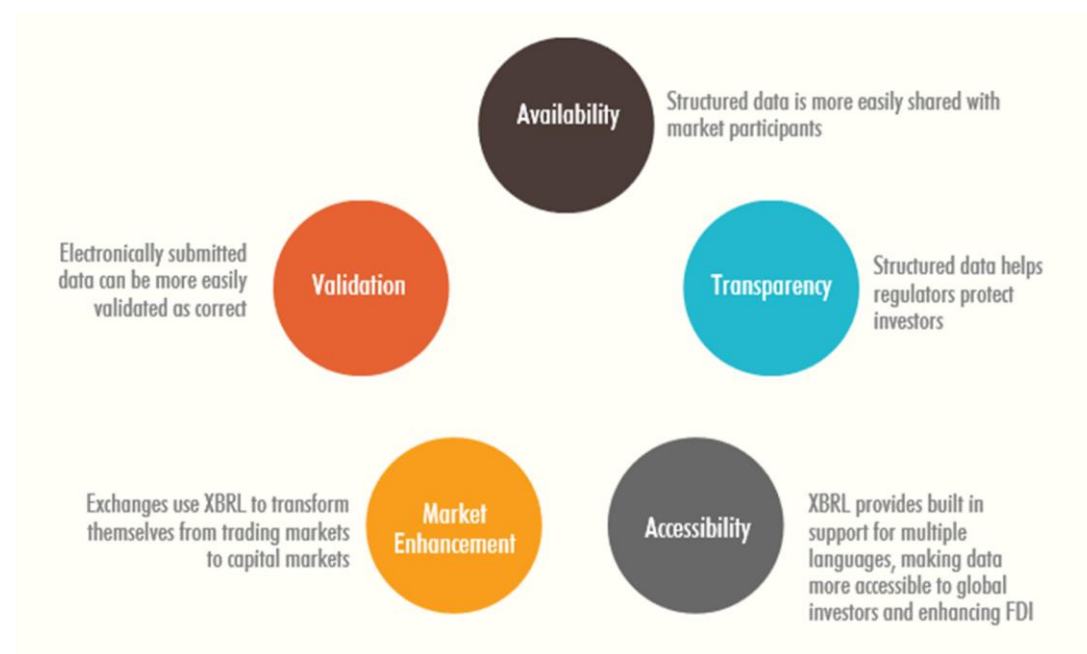 Availability
Structured data is more easily shared with
market participants
Validation
Electronically submitted
data can be more easily
validated as correct
Transparency
Structured data helps
regulators protect
investors
Market
Enhancement
Exchanges use XBRL to transform
themselves from trading markets
to capital markets
Accessibility
XBRL provides built in
support for multiple
languages, making data
more accessible to global
investors and enhancing FDI